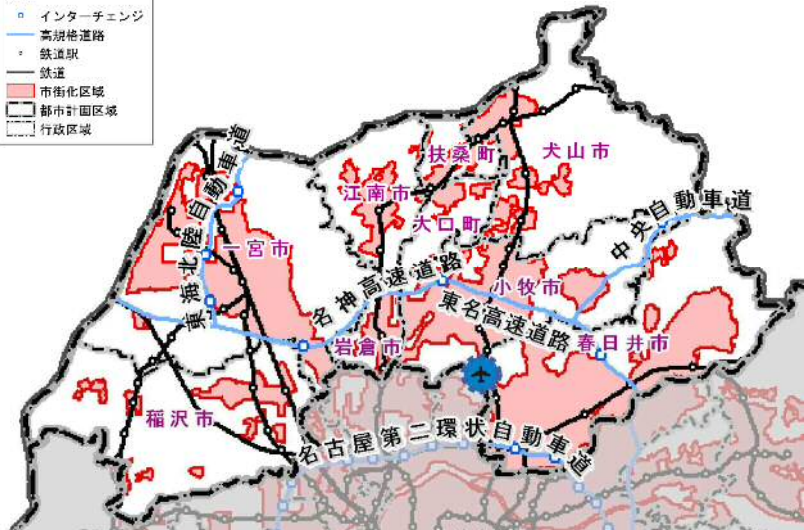 インターチェンジ
高規格道路
鉄道駅
鉄道
市街化区域
都市計画区域
行政区域
扶桑町
犬山市
江南市
大口町
東海北陸自動車道
一宮市
中央自動車道
名神高速道路
小牧市
東名高速道路
岩倉市
春日井市
稲沢市
名古屋第二環状自動車道